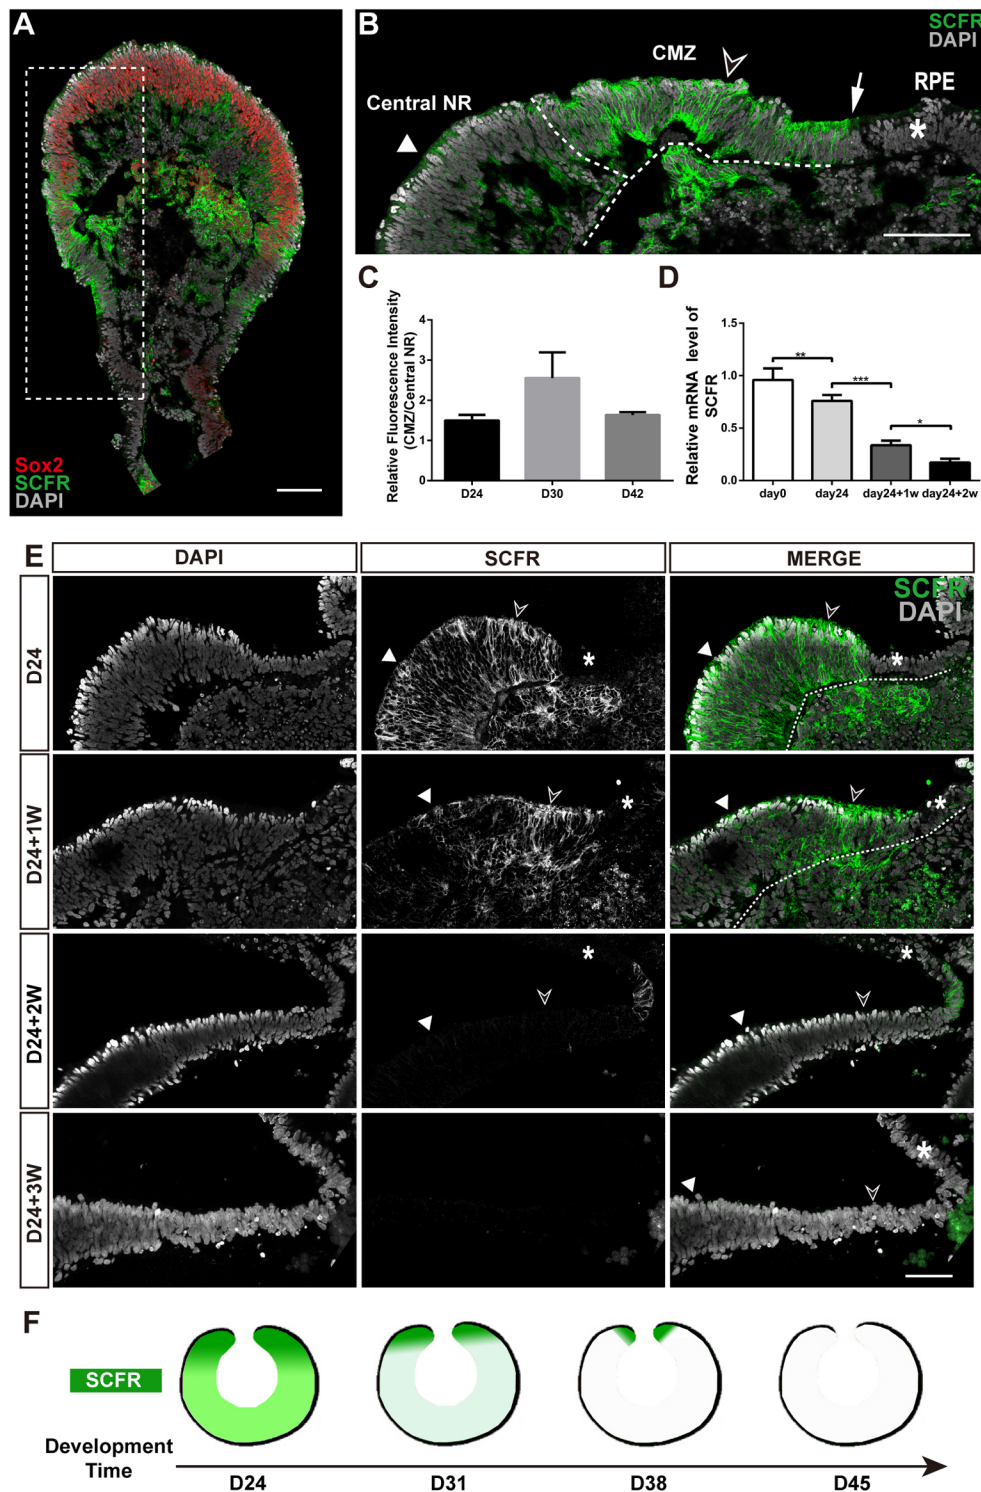 A
Sox2
SCFR
DAPI
B
SCFR
DAPI
CMZ
RPE
Central NR
*
C
Relative Fluorescence Intensity
(CMZ/Central NR)
4
3
2
1
0
D24
D30
D42
D
Relative mRNA level of
SCFR
1.5
1.0
0.5
0.0
**
***
*
day0
day24
day24+1w
day24+2w
E
DAPI
SCFR
MERGE
D24
*
SCFR
DAPI
*
D24+1W
*
*
D24+2W
*
*
D24+3W
*
F
SCFR
Development
Time
D24
D31
D38
D45